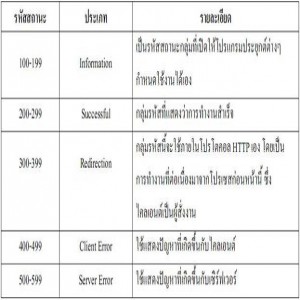 รหัสสถานะ ประเภท รายละเอียด
เป็นรหัสสถานะกลุ่มที่เปิดให้โปรแกรมประยุกต์ต่างๆ
100-199 Information
กำหนดใช้งานได้เอง
200-299 Successful กลุ่มรหัสที่แสดงว่าการทำงานสำเร็จ
กลุ่มรหัสนี้จะใช้ภายในโปรโตคอล HTTP เอง โดยเป็น
300-399 Redirection การทำงานที่ต่อเนื่องมาจากโปรเซสก่อนหน้านี้ ซึ่ง
ไคลเอนต์เป็นผู้สั่งงาน
400-499 Client Error ใช้แสดงปัญหาที่เกิดขึ้นกับไคลเอนต์
500-599 Server Error ใช้แสดงปัญหาที่เกิดขึ้นกับเซิร์ฟเวอร์